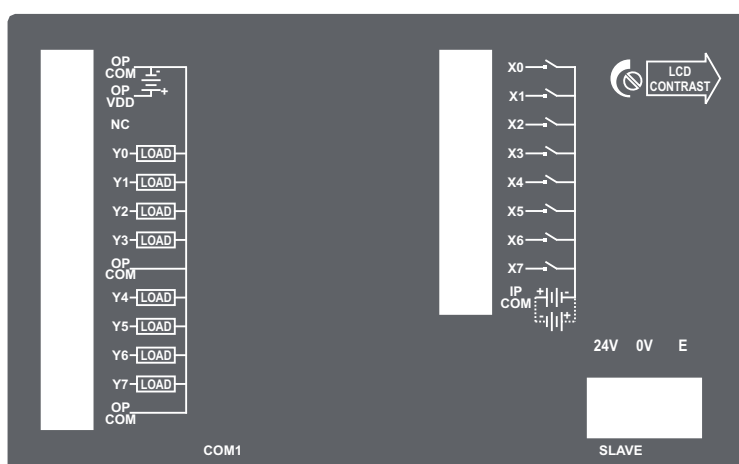 OP
COM
-
OP
VDD
+
NC
Y0 LOAD
Y1 LOAD
Y2 LOAD
Y3 LOAD
OP
COM
Y4 LOAD
Y5 LOAD
Y6 LOAD
Y7 LOAD
OP
COM
X0
X1
X2
X3
X4
X5
X6
X7
IP
COM
+ -
- +
LCD
CONTRAST
24V 0V E
COM1
SLAVE